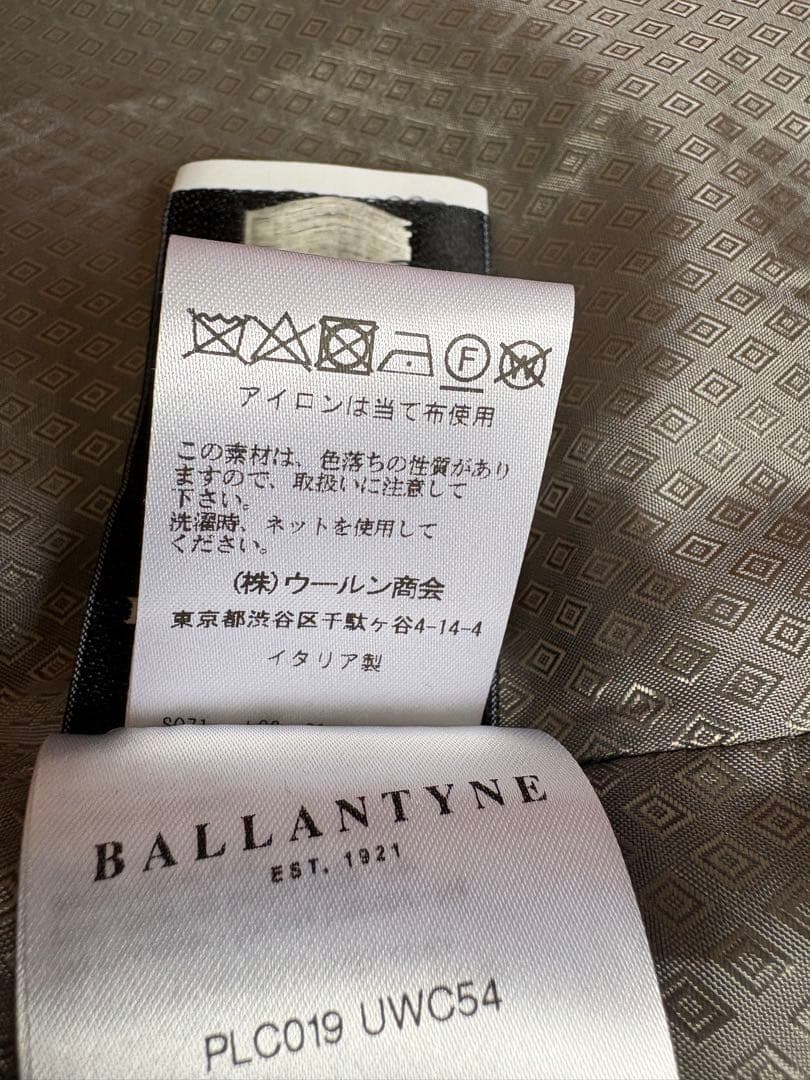 F
W
アイロンは当て布使用
この素材は、色落ちの性質があり
ますので、取扱いに注意して
下さい。
洗濯時、ネットを使用して
ください。
(株)ウールン商会
東京都渋谷区千駄ヶ谷4-14-4
イタリア製
BALLANTYNE
EST. 1921
PLC019 UWC54